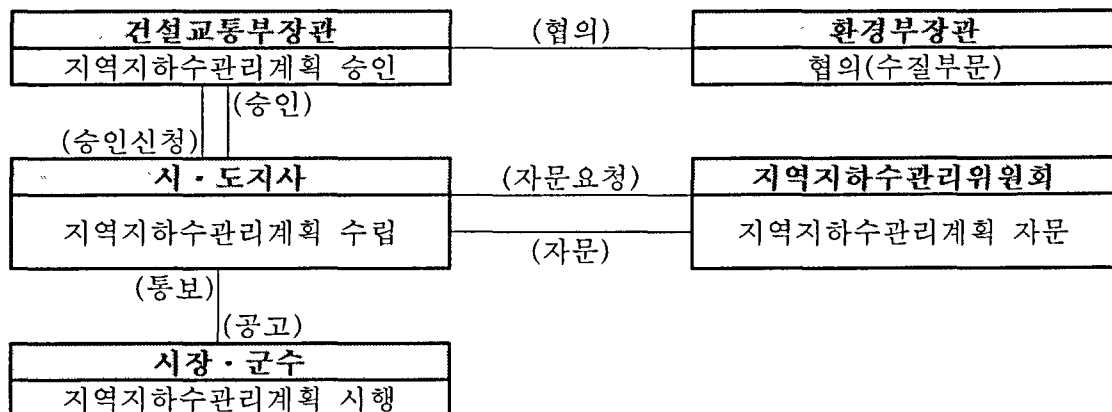 건설교통부장관 (협의) 환경부장관
지역지하수관리계획 승인 협의(수질부문)
(승인)
(승인신청)
시·도지사 (자문요청) 지역지하수관리위원회
지역지하수관리계획 수립 지역지하수관리계획 자문
(자문)
(통보)
(공고)
시장·군수
지역지하수관리계획 시행